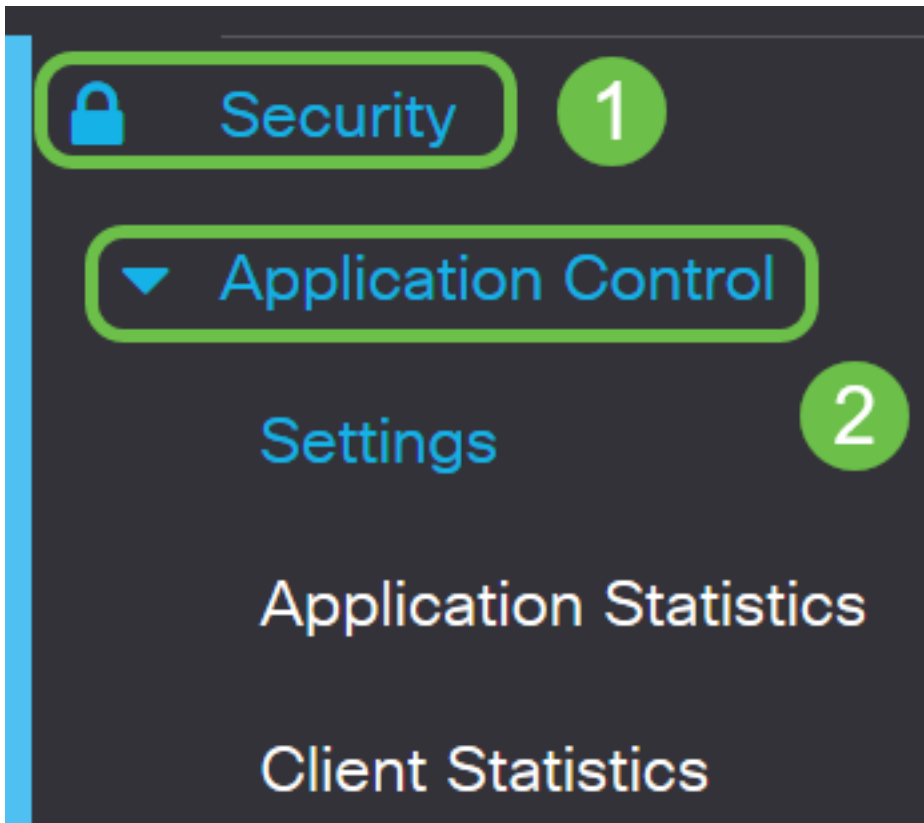 Security 1
Application Control
Settings 2
Application Statistics
Client Statistics